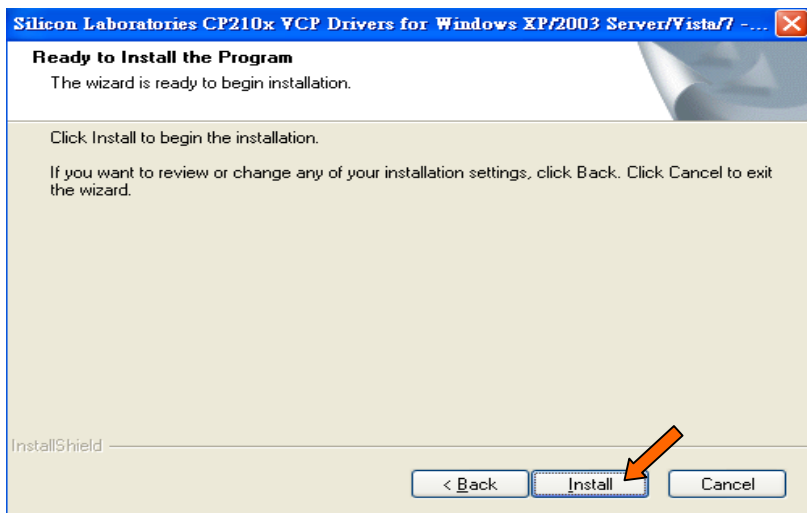 Silicon Laboratories CP210x VCP Drivers for Windows XP/2003 Server/Vista/7 -...
Ready to Install the Program
The wizard is ready to begin installation.
Click Install to begin the installation.
If you want to review or change any of your installation settings, click Back. Click Cancel to exit
the wizard.
InstallShield
< Back Install Cancel